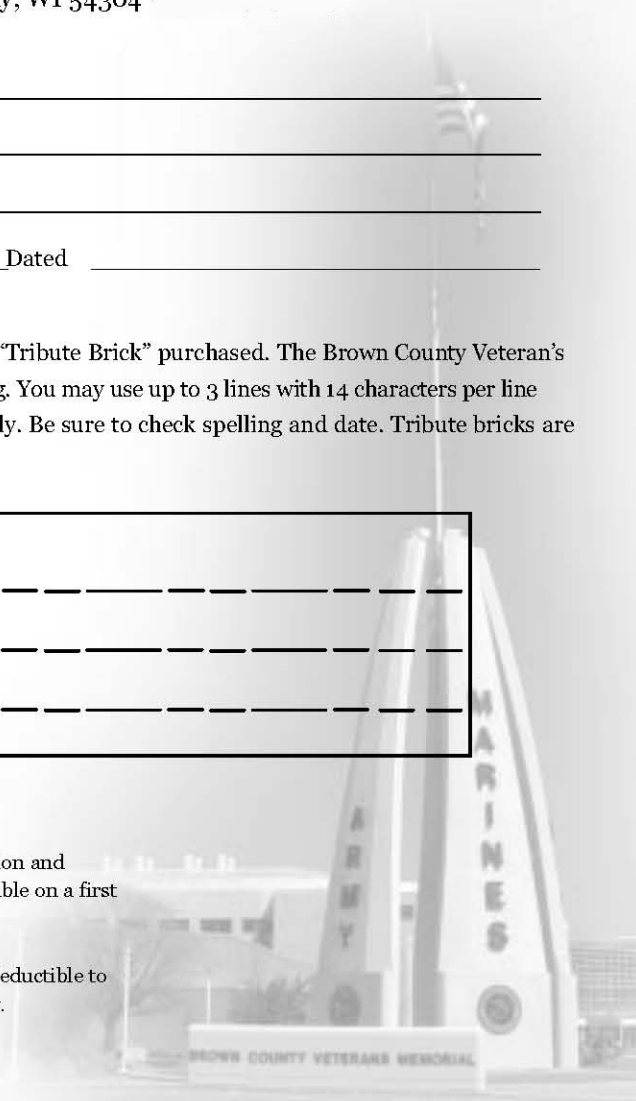 y, WI 54304
Dated
“Tribute Brick” purchased. The Brown County Veteran’s
g. You may use up to 3 lines with 14 characters per line
ly. Be sure to check spelling and date. Tribute bricks are
MARINES
ARMY
ion and
ble on a first
eductible to
.
BROWN COUNTY VETERANS MEMORIAL